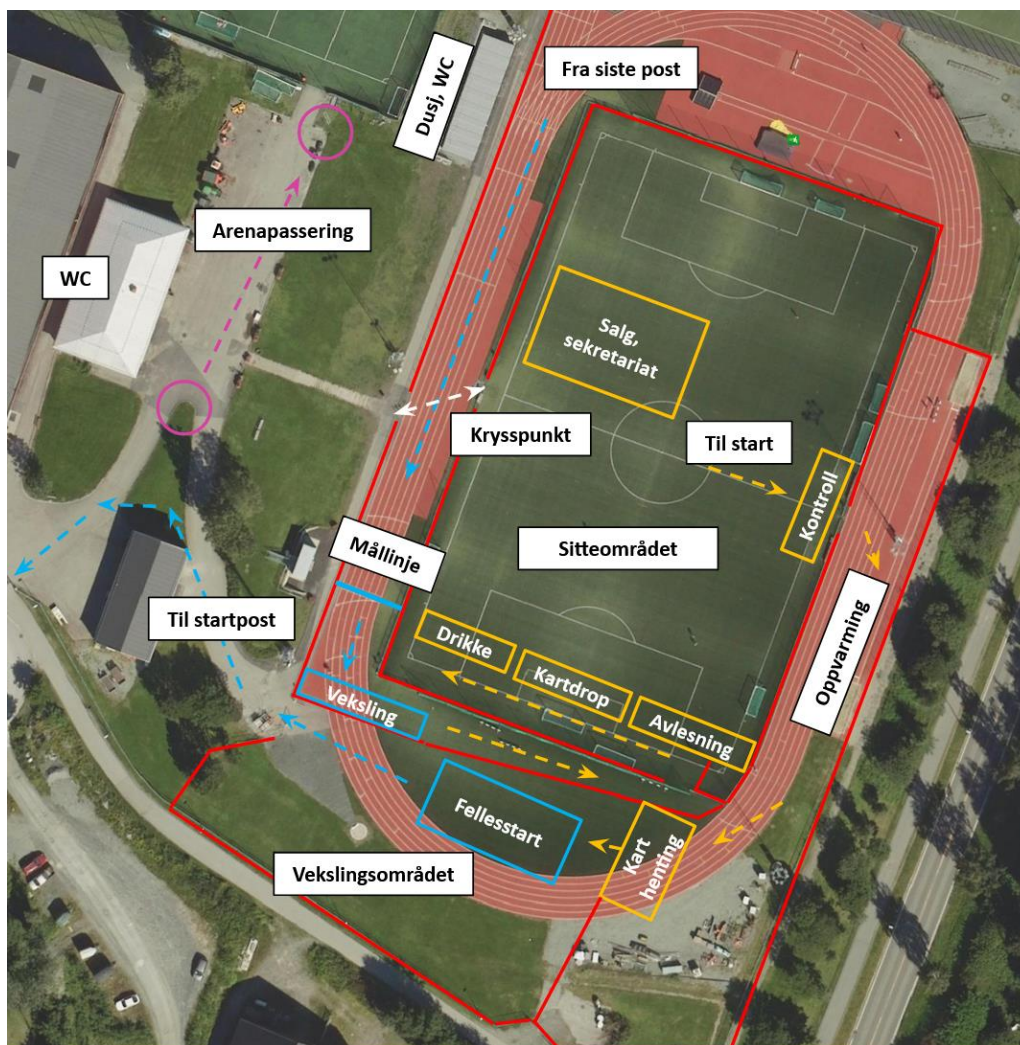 Fra siste post
Dusj, WC
Arenapassering
WC
Salg,
sekretariat
Krysspunkt
Til start
Kontroll
Sitteområdet
Mållinje
Til startpost
Drikke
Kartdrop
Avlesning
Oppvarming
Veksling
Fellesstart
Kart
henting
Vekslingsområdet